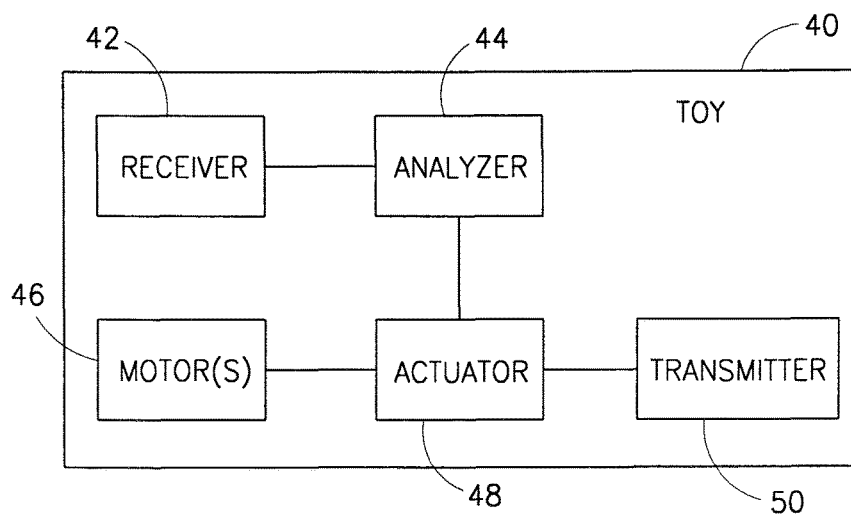 42
44
40
TOY
RECEIVER
ANALYZER
46
MOTOR(S)
ACTUATOR
TRANSMITTER
48
50